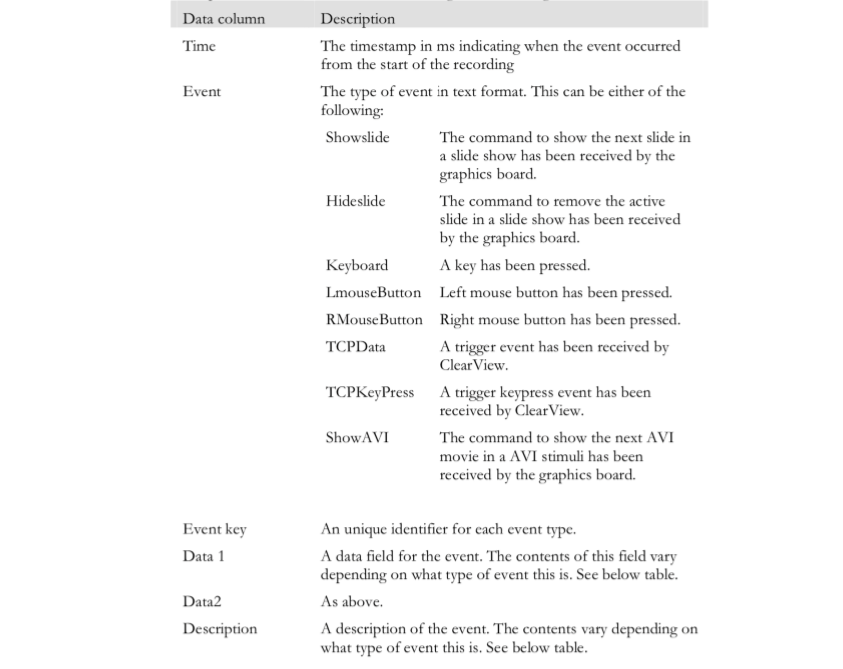 Data column Description
Time The timestamp in ms indicating when the event occurred
from the start of the recording
Event The type of event in text format. This can be either of the
following:
Showslide The command to show the next slide in
a slide show has been received by the
graphics board.
Hideslide The command to remove the active
slide in a slide show has been received
by the graphics board.
Keyboard A key has been pressed.
LmouseButton Left mouse button has been pressed.
RMouseButton Right mouse button has been pressed.
TCPData A trigger event has been received by
ClearView.
TCPKeyPress A trigger keypress event has been
received by ClearView.
ShowAVI The command to show the next AVI
movie in a AVI stimuli has been
received by the graphics board.
Event key An unique identifier for each event type.
Data 1 A data field for the event. The contents of this field vary
depending on what type of event this is. See below table.
Data2 As above.
Description A description of the event. The contents vary depending on
what type of event this is. See below table.